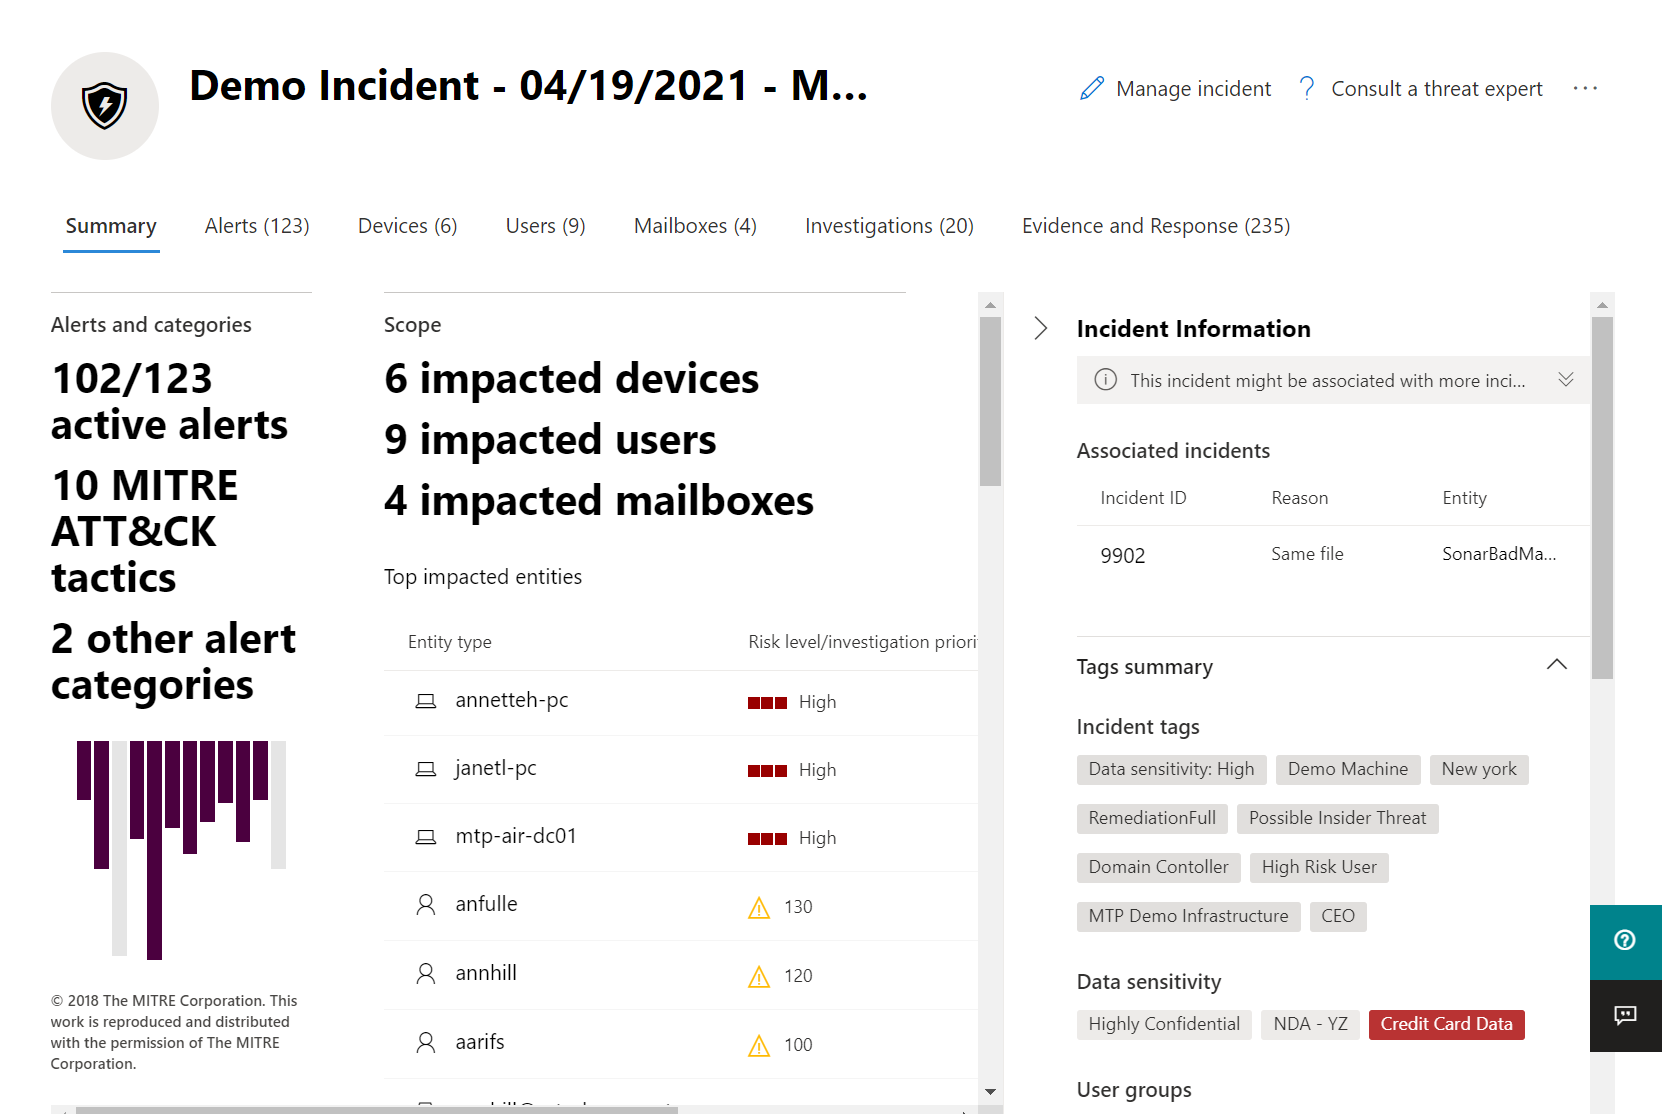 Demo Incident - 04/19/2021 - M...
Manage incident
Consult a threat expert
Summary
Alerts (123)
Devices (6)
Users (9)
Mailboxes (4)
Investigations (20)
Evidence and Response (235)
Alerts and categories
102/123
active alerts
10 MITRE
ATT&CK
tactics
2 other alert
categories
© 2018 The MITRE Corporation. This
work is reproduced and distributed
with the permission of The MITRE
Corporation.
Scope
6 impacted devices
9 impacted users
4 impacted mailboxes
Top impacted entities
Entity type Risk level/investigation priori
annetteh-pc High
janetl-pc High
mtp-air-dc01 High
anfulle 130
annhill 120
aarifs 100
Incident Information
This incident might be associated with more inci...
Associated incidents
Incident ID Reason Entity
9902 Same file SonarBadMa...
Tags summary
Incident tags
Data sensitivity: High Demo Machine New york
RemediationFull Possible Insider Threat
Domain Contoller High Risk User
MTP Demo Infrastructure CEO
Data sensitivity
Highly Confidential NDA - YZ Credit Card Data
User groups